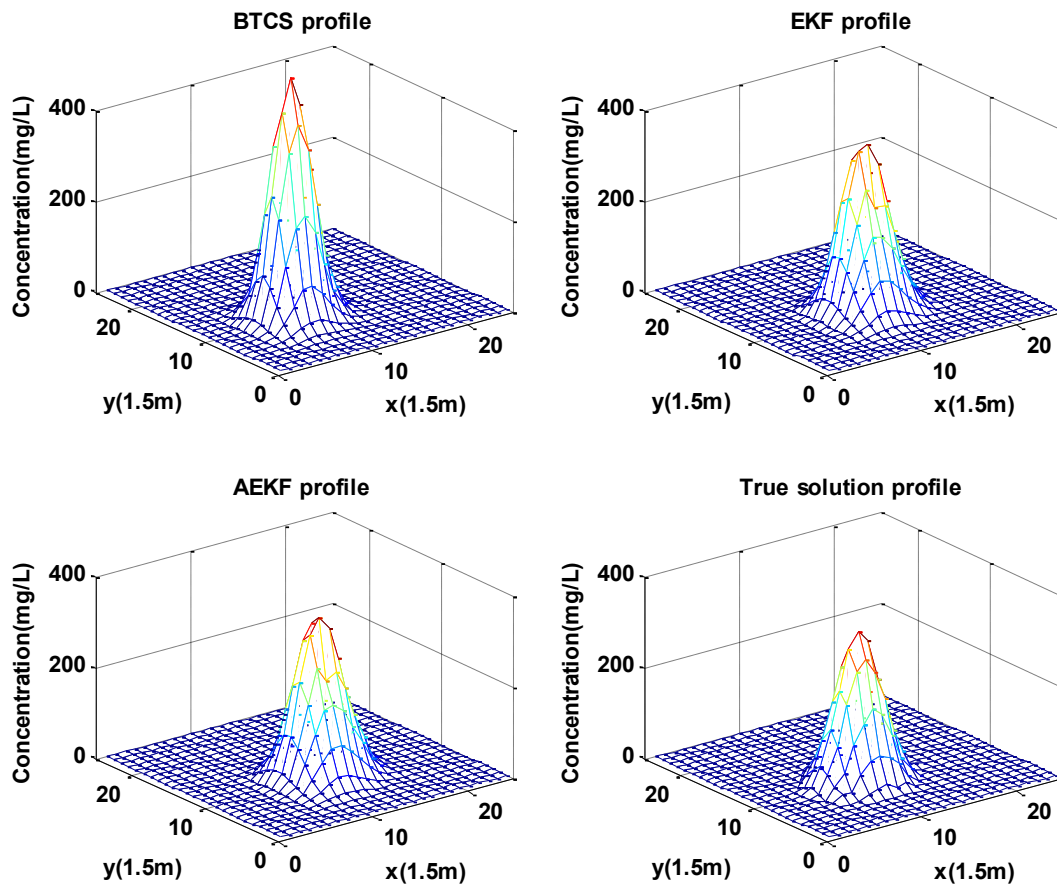 BTCS profile
Concentration(mg/L)
400
200
0
20
10
0
y(1.5m)
0
10
20
x(1.5m)
EKF profile
Concentration(mg/L)
400
200
0
20
10
0
y(1.5m)
0
10
20
x(1.5m)
AEKF profile
Concentration(mg/L)
400
200
0
20
10
0
y(1.5m)
0
10
20
x(1.5m)
True solution profile
Concentration(mg/L)
400
200
0
20
10
0
y(1.5m)
0
10
20
x(1.5m)